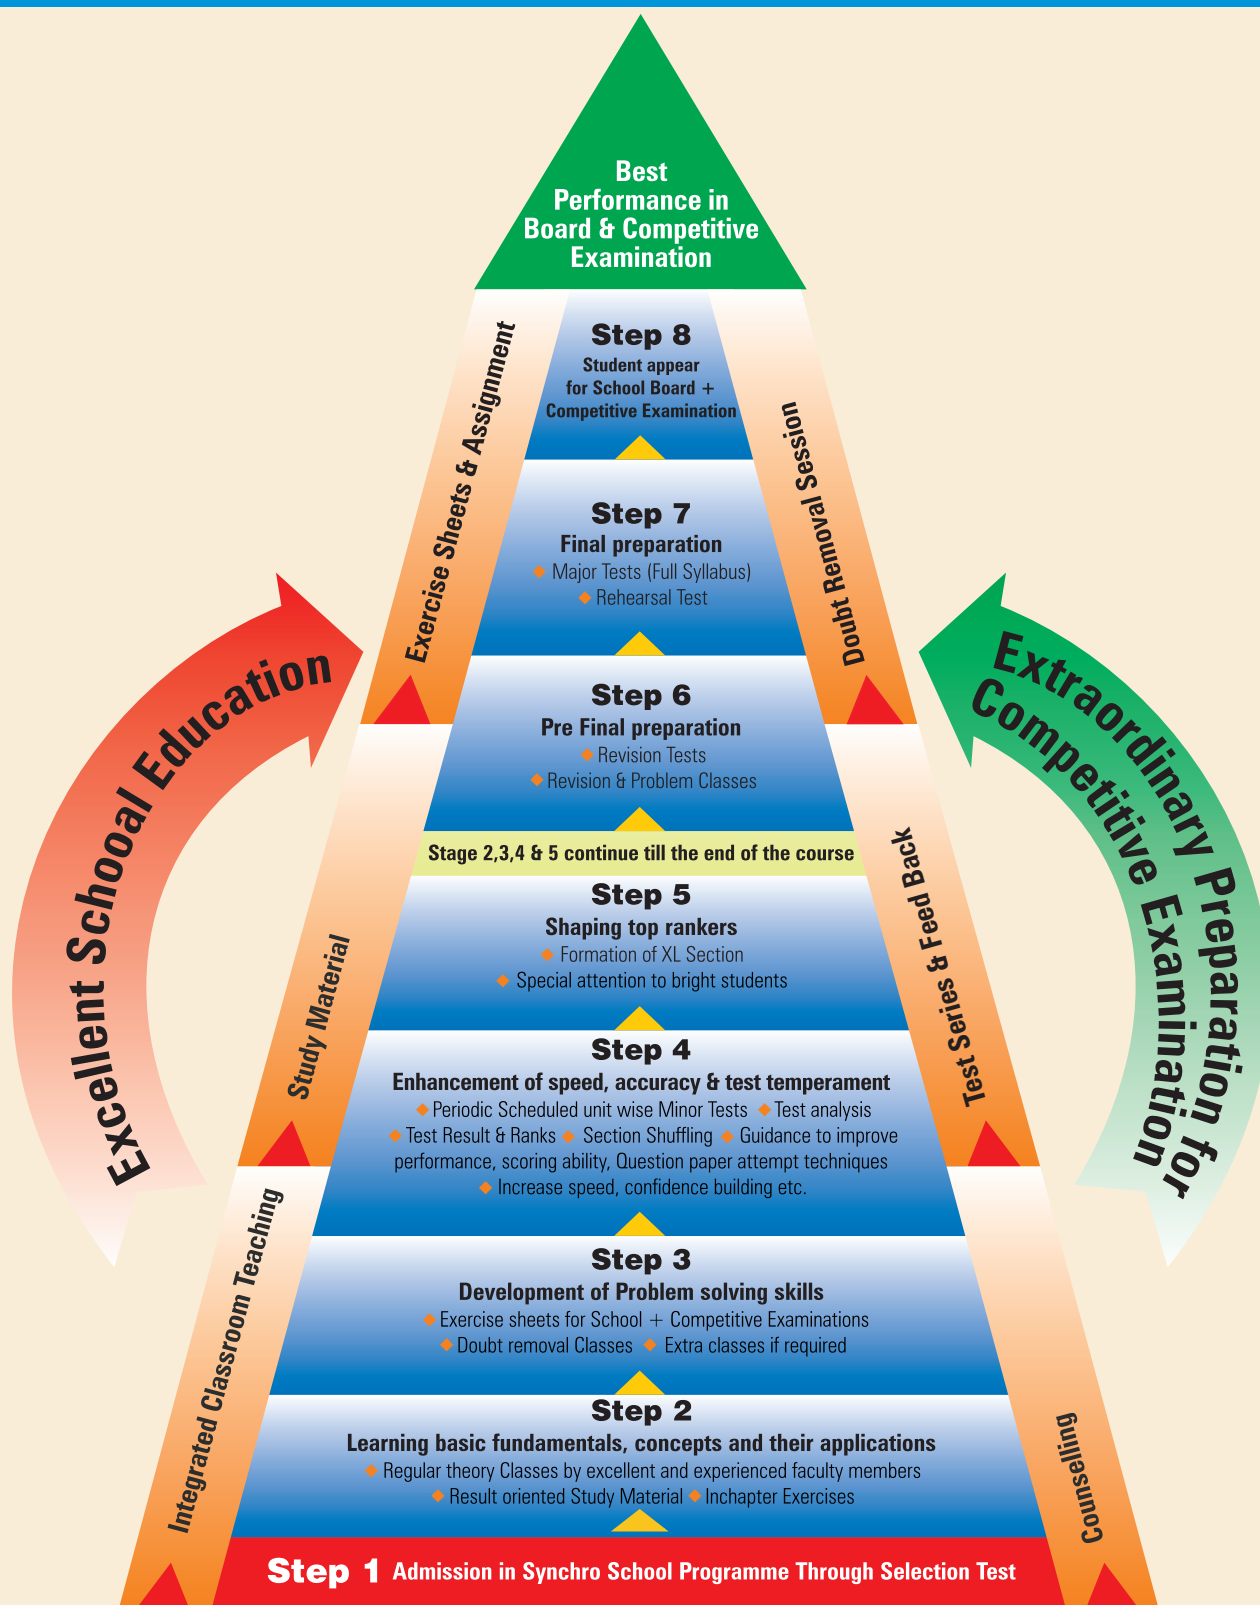 Best
Performance in
Board & Competitive
Examination
Step 8
Student appear
for School Board +
Competitive Examination
Step 7
Final preparation
Major Tests (Full Syllabus)
Rehearsal Test
Step 6
Pre Final preparation
Revision Tests
Revision & Problem Classes
Stage 2,3,4 & 5 continue till the end of the course
Step 5
Shaping top rankers
Formation of XL Section
Special attention to bright students
Step 4
Enhancement of speed, accuracy & test temperament
Periodic Scheduled unit wise Minor Tests Test analysis
Test Result & Ranks Section Shuffling Guidance to improve
performance, scoring ability, Question paper attempt techniques
Increase speed, confidence building etc.
Step 3
Development of Problem solving skills
Exercise sheets for School + Competitive Examinations
Doubt removal Classes Extra classes if required
Step 2
Learning basic fundamentals, concepts and their applications
Regular theory Classes by excellent and experienced faculty members
Result oriented Study Material Inchapter Exercises
Step 1 Admission in Synchro School Programme Through Selection Test
Exercise Sheets & Assignment
Study Material
Integrated Classroom Teaching
Doubt Removal Session
Test Series & Feed Back
Counselling
Excellent Schooal Education
Extraordinary Preparation for
Competitive Examination